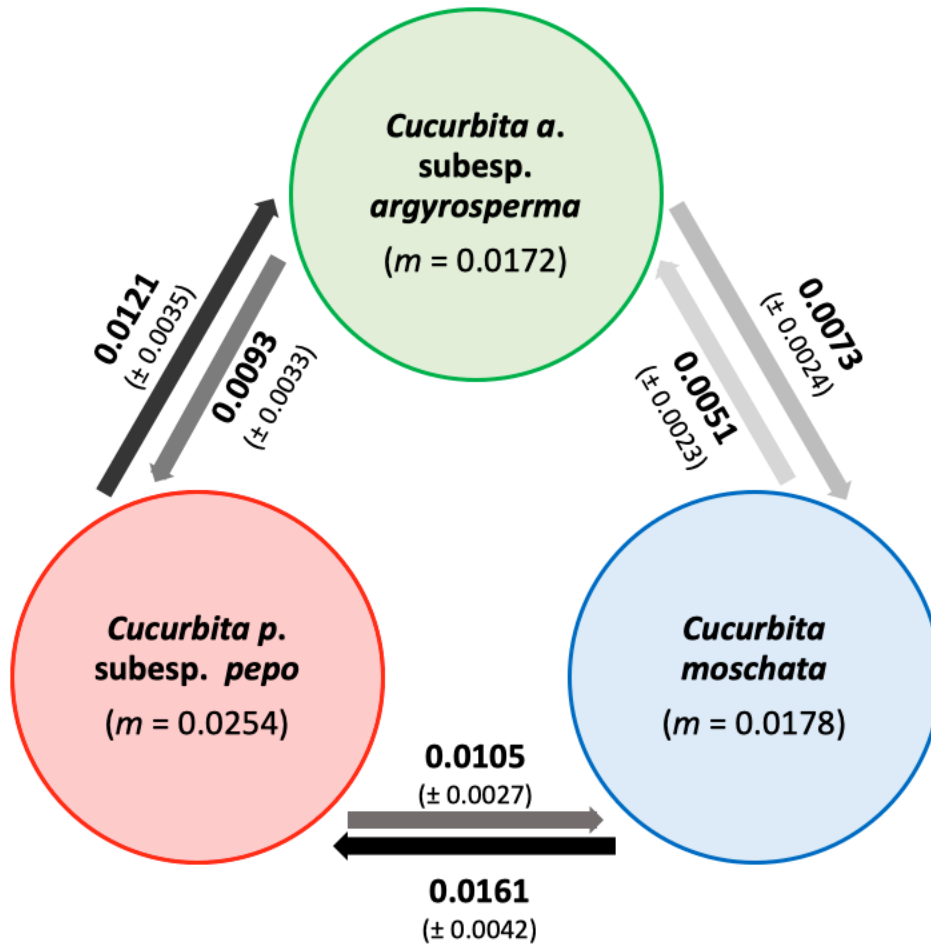 Cucurbita a.
subesp.
argyrosperma
(m = 0.0172)
0.0121
(± 0.0035)
0.0093
(± 0.0033)
0.0073
(± 0.0024)
0.0051
(± 0.0023)
Cucurbita p.
subesp. pepo
(m = 0.0254)
Cucurbita
moschata
(m = 0.0178)
0.0105
(± 0.0027)
0.0161
(± 0.0042)